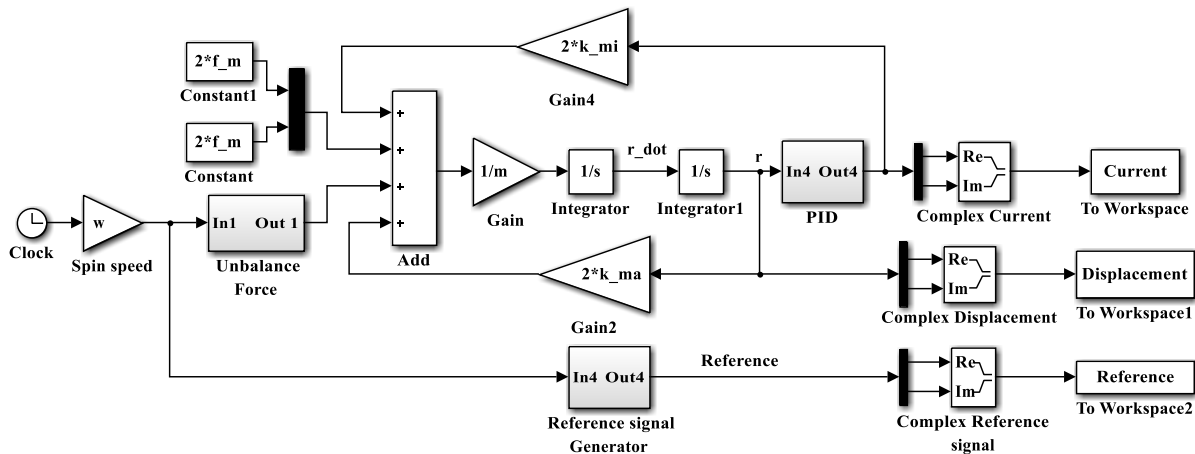 2*k_mi
Gain4
2*f_m
Constant1
2*f_m
Constant
+
+
+
+
Add
1/m
Gain
1/s
Integrator
r_dot
1/s
Integrator1
r
In4 Out4
PID
Re
Im
Complex Current
Current
To Workspace
Clock
w
Spin speed
In1 Out 1
Unbalance
Force
2*k_ma
Gain2
Re
Im
Complex Displacement
Displacement
To Workspace1
In4 Out4
Reference signal
Generator
Reference
Re
Im
Complex Reference
signal
Reference
To Workspace2